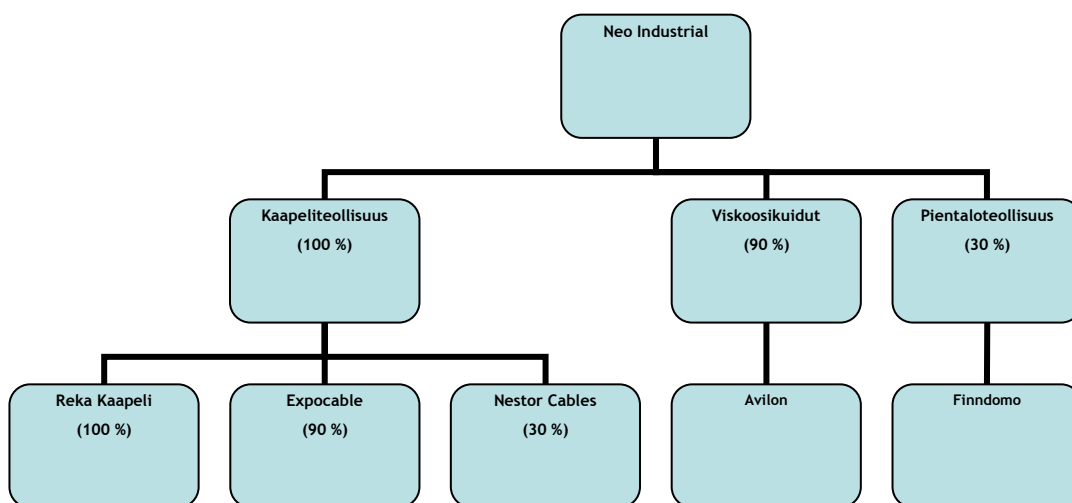 Neo Industrial
Kaapeliteollisuus
(100 %)
Viskoosikuidut
(90 %)
Pientaloteollisuus
(30 %)
Reka Kaapeli
(100 %)
Expocable
(90 %)
Nestor Cables
(30 %)
Avilon
Finndomo